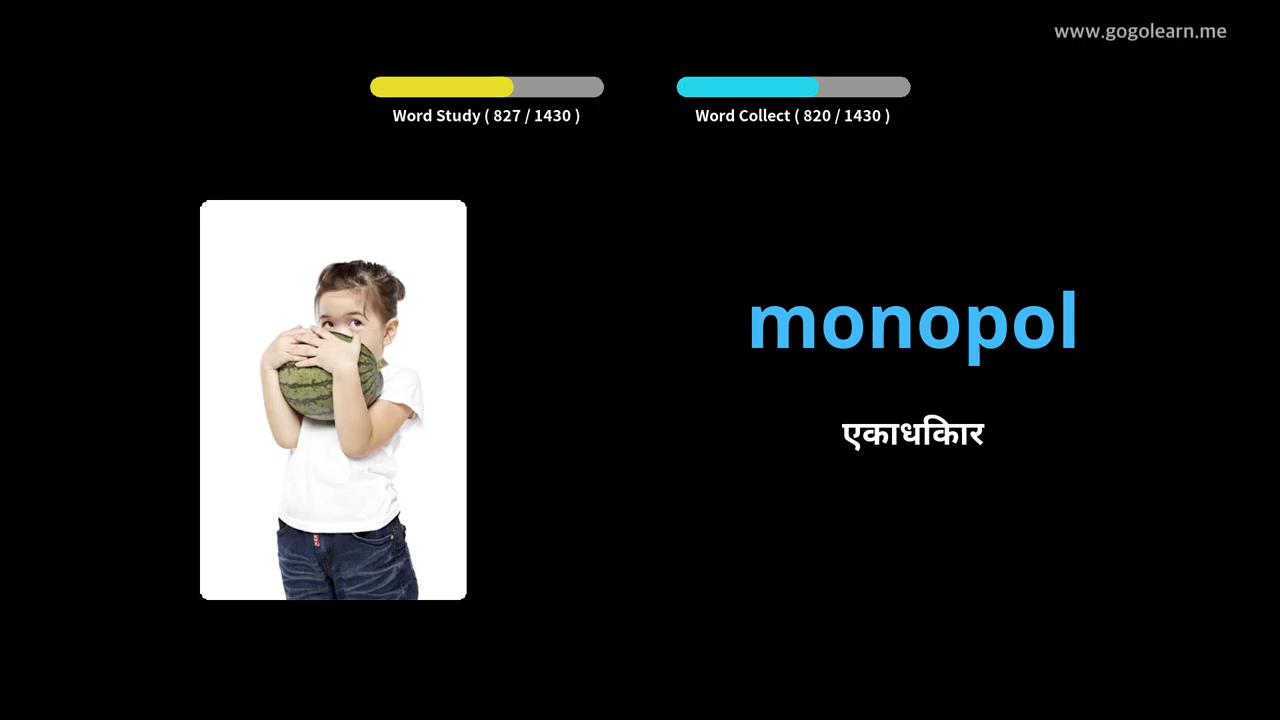 www.gogolearn.me
Word Study ( 827 / 1430 )
Word Collect ( 820 / 1430 )
monopol
एकाधिकार